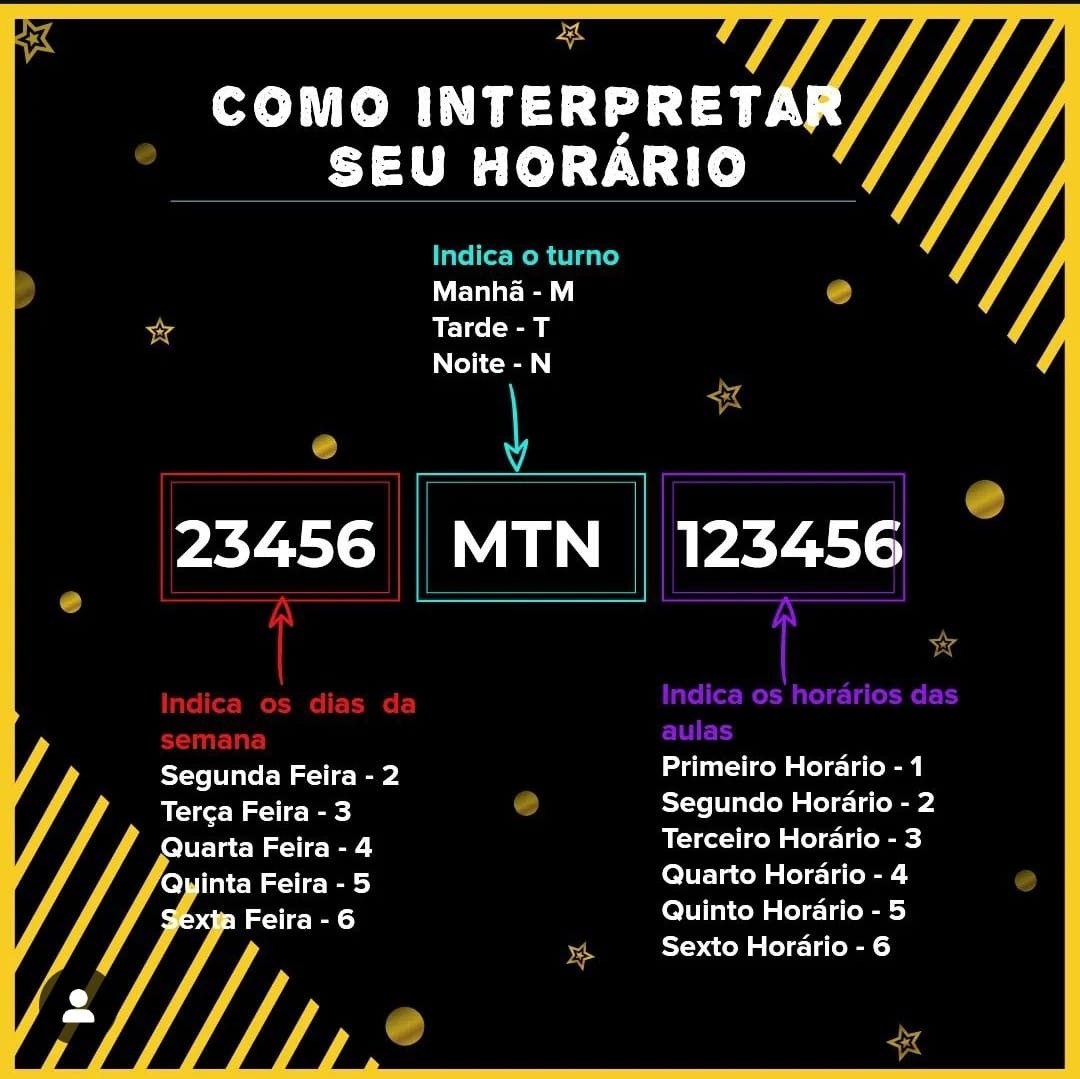 COMO INTERPRETAR
SEU HORÁRIO
Indica o turno
Manhã - M
Tarde - T
Noite - N
23456
MTN
123456
Indica os dias da
semana
Segunda Feira - 2
Terça Feira - 3
Quarta Feira - 4
Quinta Feira - 5
Sexta Feira - 6
Indica os horários das
aulas
Primeiro Horário - 1
Segundo Horário - 2
Terceiro Horário - 3
Quarto Horário - 4
Quinto Horário - 5
Sexto Horário - 6